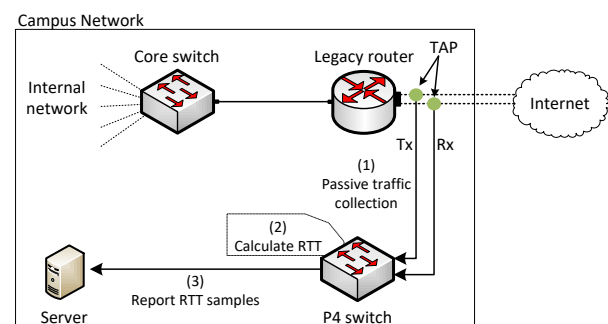 Campus Network
Core switch
Legacy router
TAP
Internal
network
Internet
Tx
Rx
(1)
Passive traffic
collection
(2)
Calculate RTT
(3)
Report RTT samples
Server
P4 switch